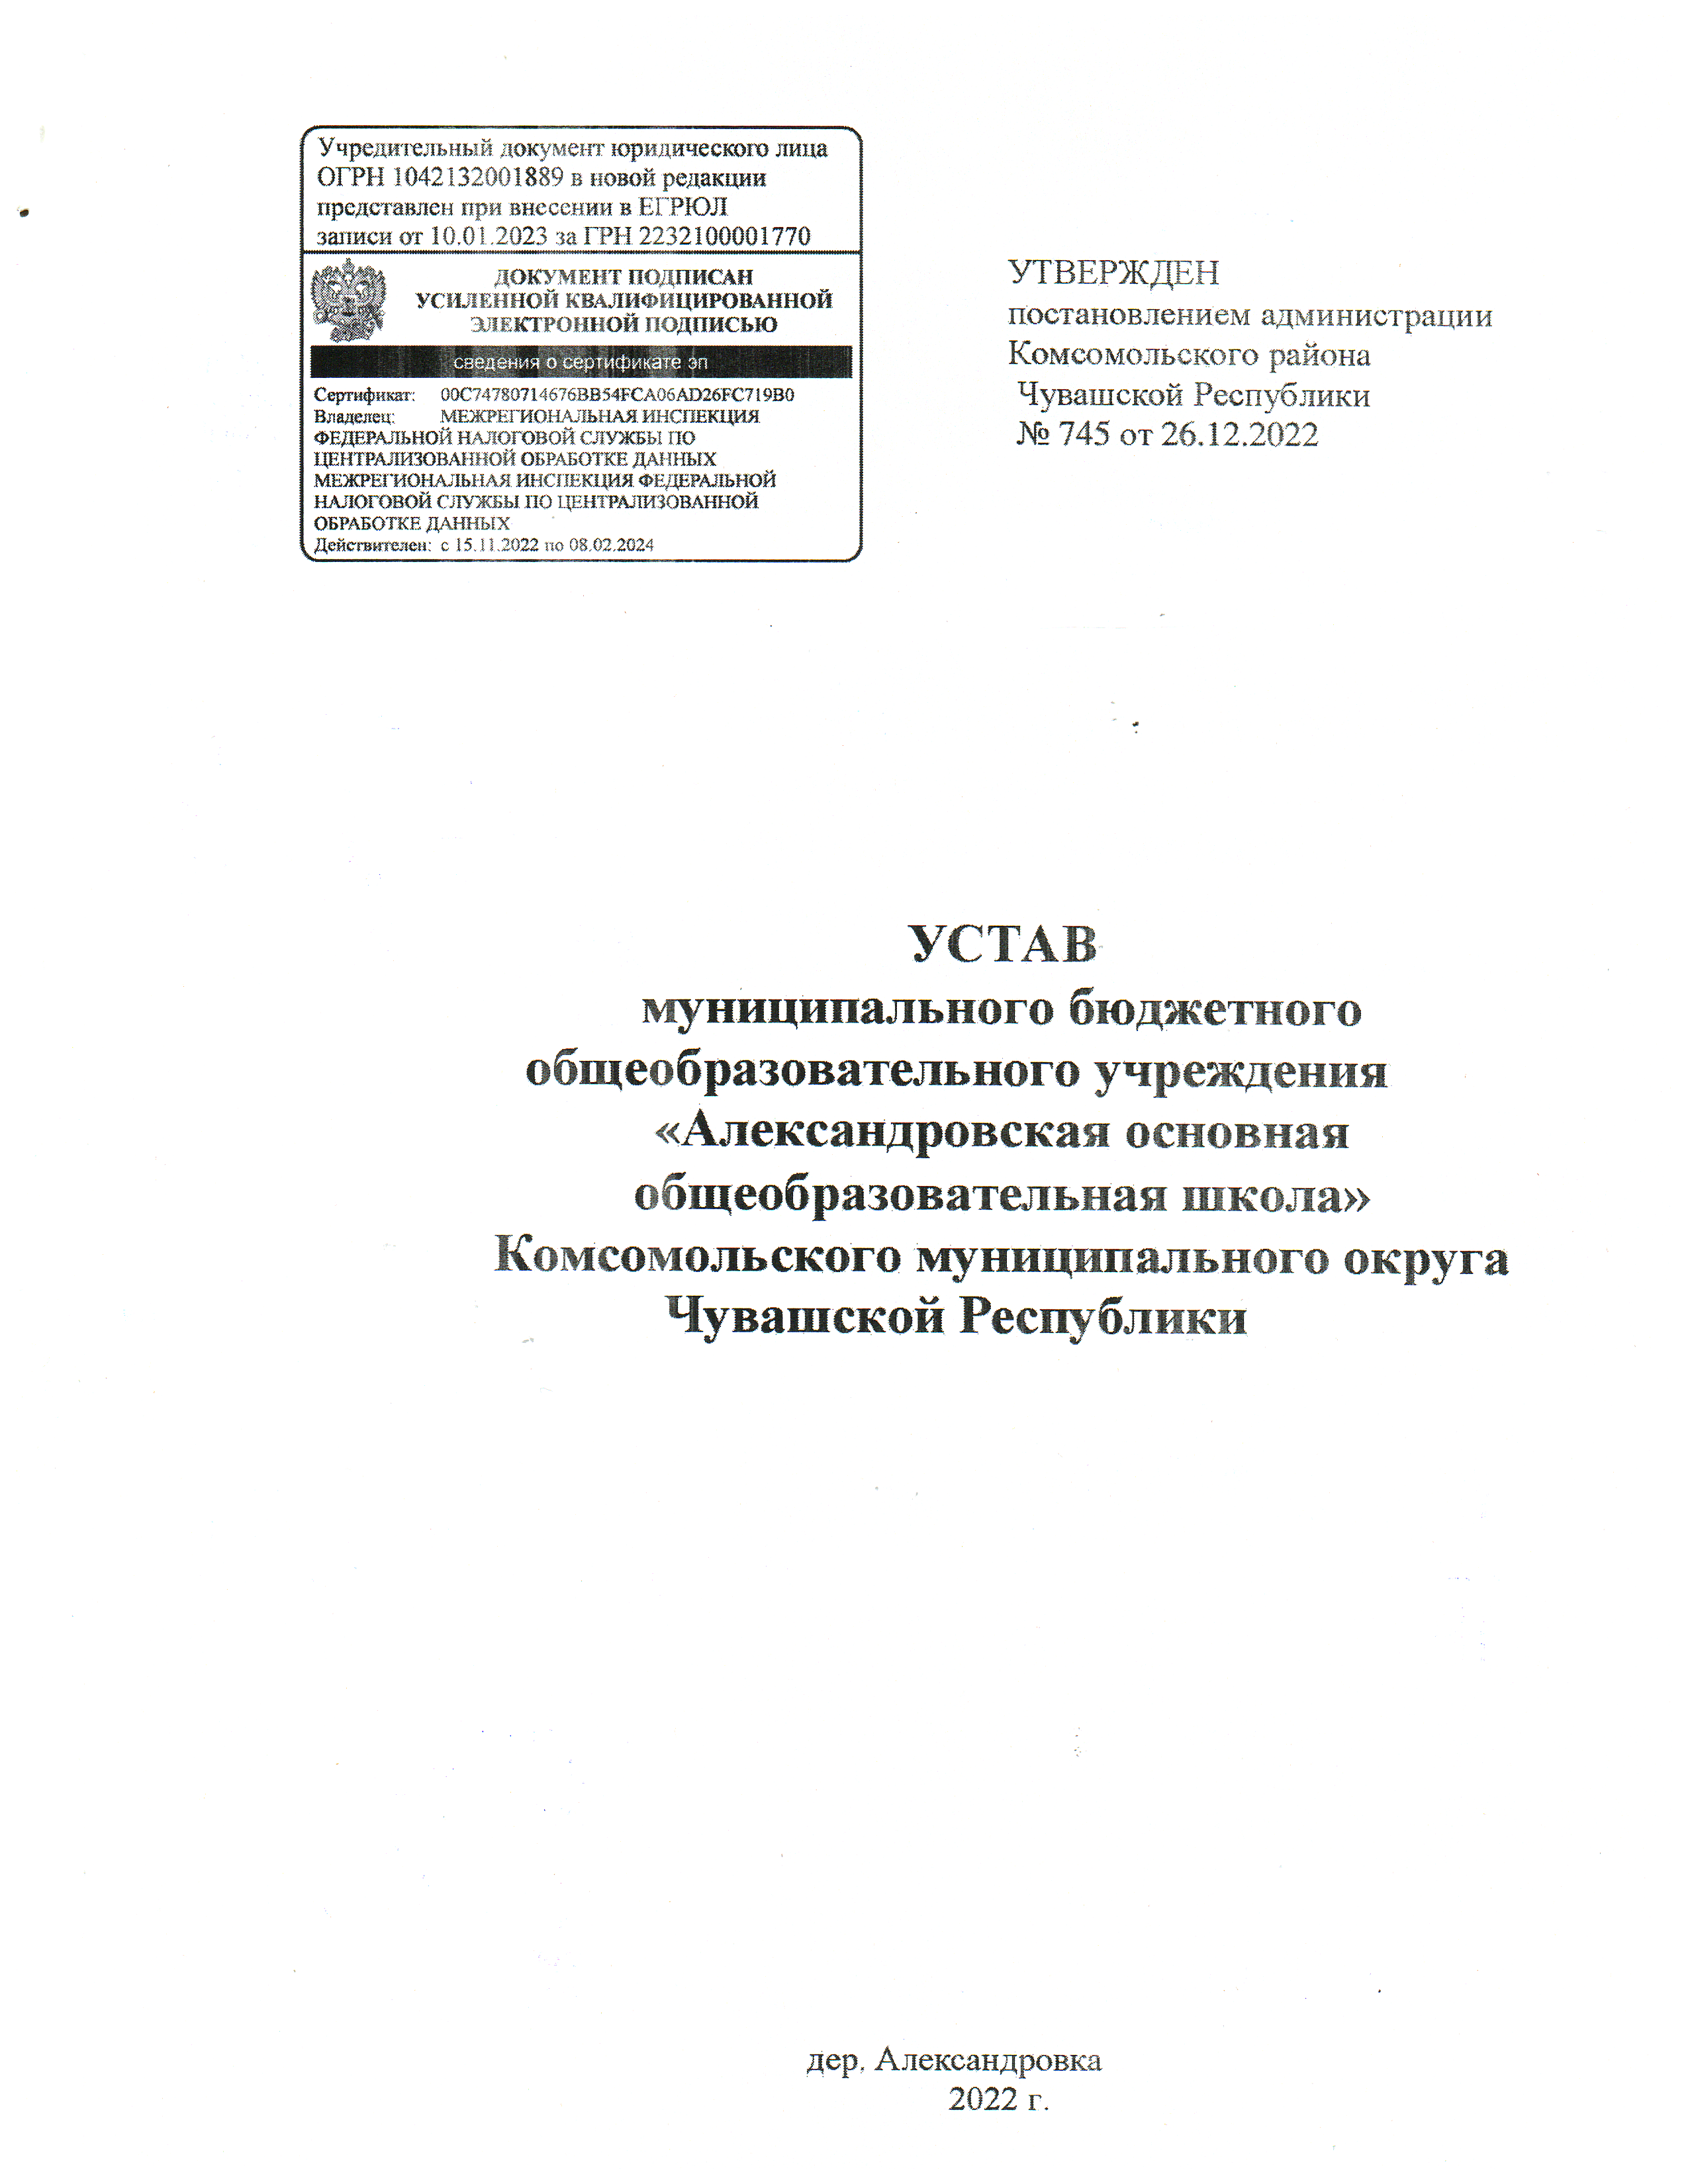 Учредительный документ юридического лица
ОГРН 1042132001889 в новой редакции
представлен при внесении в ЕГРЮЛ
записи от 10.01.2023 за ГРН 2232100001770
ДОКУМЕНТ ПОДПИСАН
УСИЛЕННОЙ КВАЛИФИЦИРОВАННОЙ
ЭЛЕКТРОННОЙ ПОДПИСЬЮ
сведения о сертификате эп
Сертификат: 00C74780714676BB54FCA06AD26FC719B0
Владелец: МЕЖРЕГИОНАЛЬНАЯ ИНСПЕКЦИЯ
ФЕДЕРАЛЬНОЙ НАЛОГОВОЙ СЛУЖБЫ ПО
ЦЕНТРАЛИЗОВАННОЙ ОБРАБОТКЕ ДАННЫХ
МЕЖРЕГИОНАЛЬНАЯ ИНСПЕКЦИЯ ФЕДЕРАЛЬНОЙ
НАЛОГОВОЙ СЛУЖБЫ ПО ЦЕНТРАЛИЗОВАННОЙ
ОБРАБОТКЕ ДАННЫХ
Действителен: с 15.11.2022 по 08.02.2024
УТВЕРЖДЕН
постановлением администрации
Комсомольского района
Чувашской Республики
№ 745 от 26.12.2022
УСТАВ
муниципального бюджетного
общеобразовательного учреждения
«Александровская основная
общеобразовательная школа»
Комсомольского муниципального округа
Чувашской Республики
дер. Александровка
2022 г.